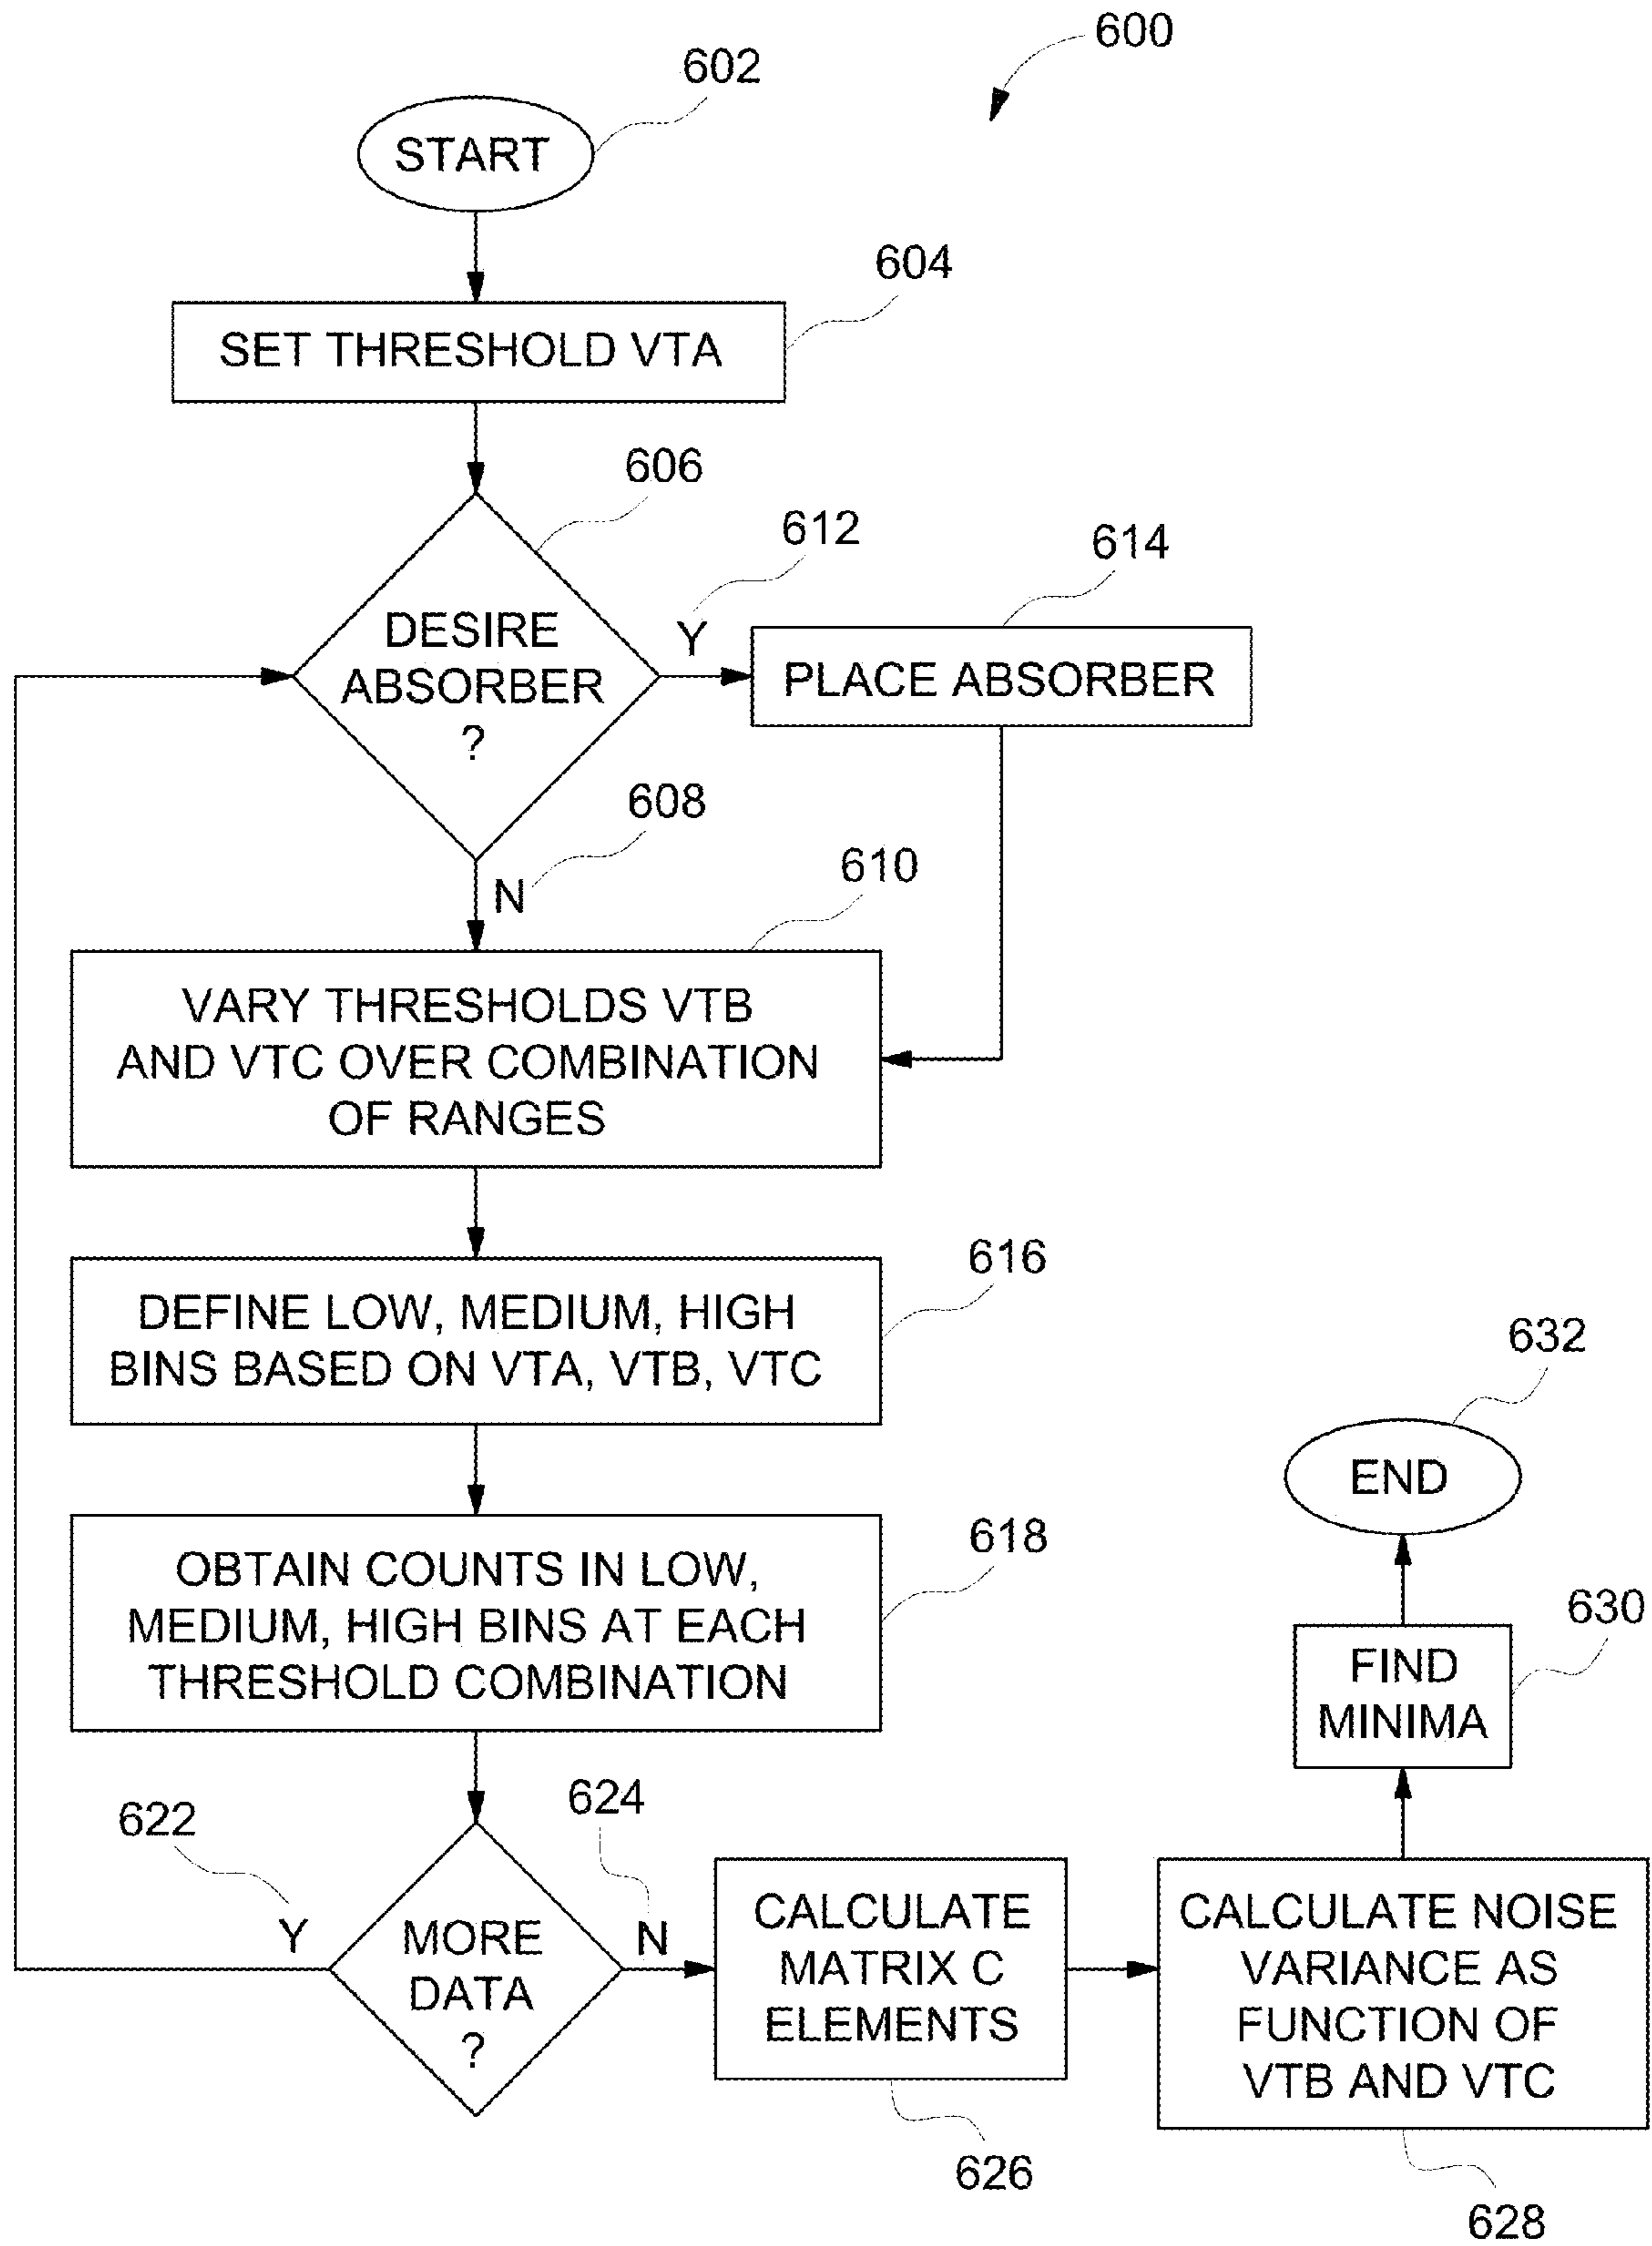 600
602
START
604
SET THRESHOLD VTA
606
612
614
DESIRE
ABSORBER
?
Y
PLACE ABSORBER
608
N
610
VARY THRESHOLDS VTB
AND VTC OVER COMBINATION
OF RANGES
616
DEFINE LOW, MEDIUM, HIGH
BINS BASED ON VTA, VTB, VTC
618
OBTAIN COUNTS IN LOW,
MEDIUM, HIGH BINS AT EACH
THRESHOLD COMBINATION
622
Y
624
N
MORE
DATA
?
CALCULATE
MATRIX C
ELEMENTS
626
CALCULATE NOISE
VARIANCE AS
FUNCTION OF
VTB AND VTC
628
630
FIND
MINIMA
632
END